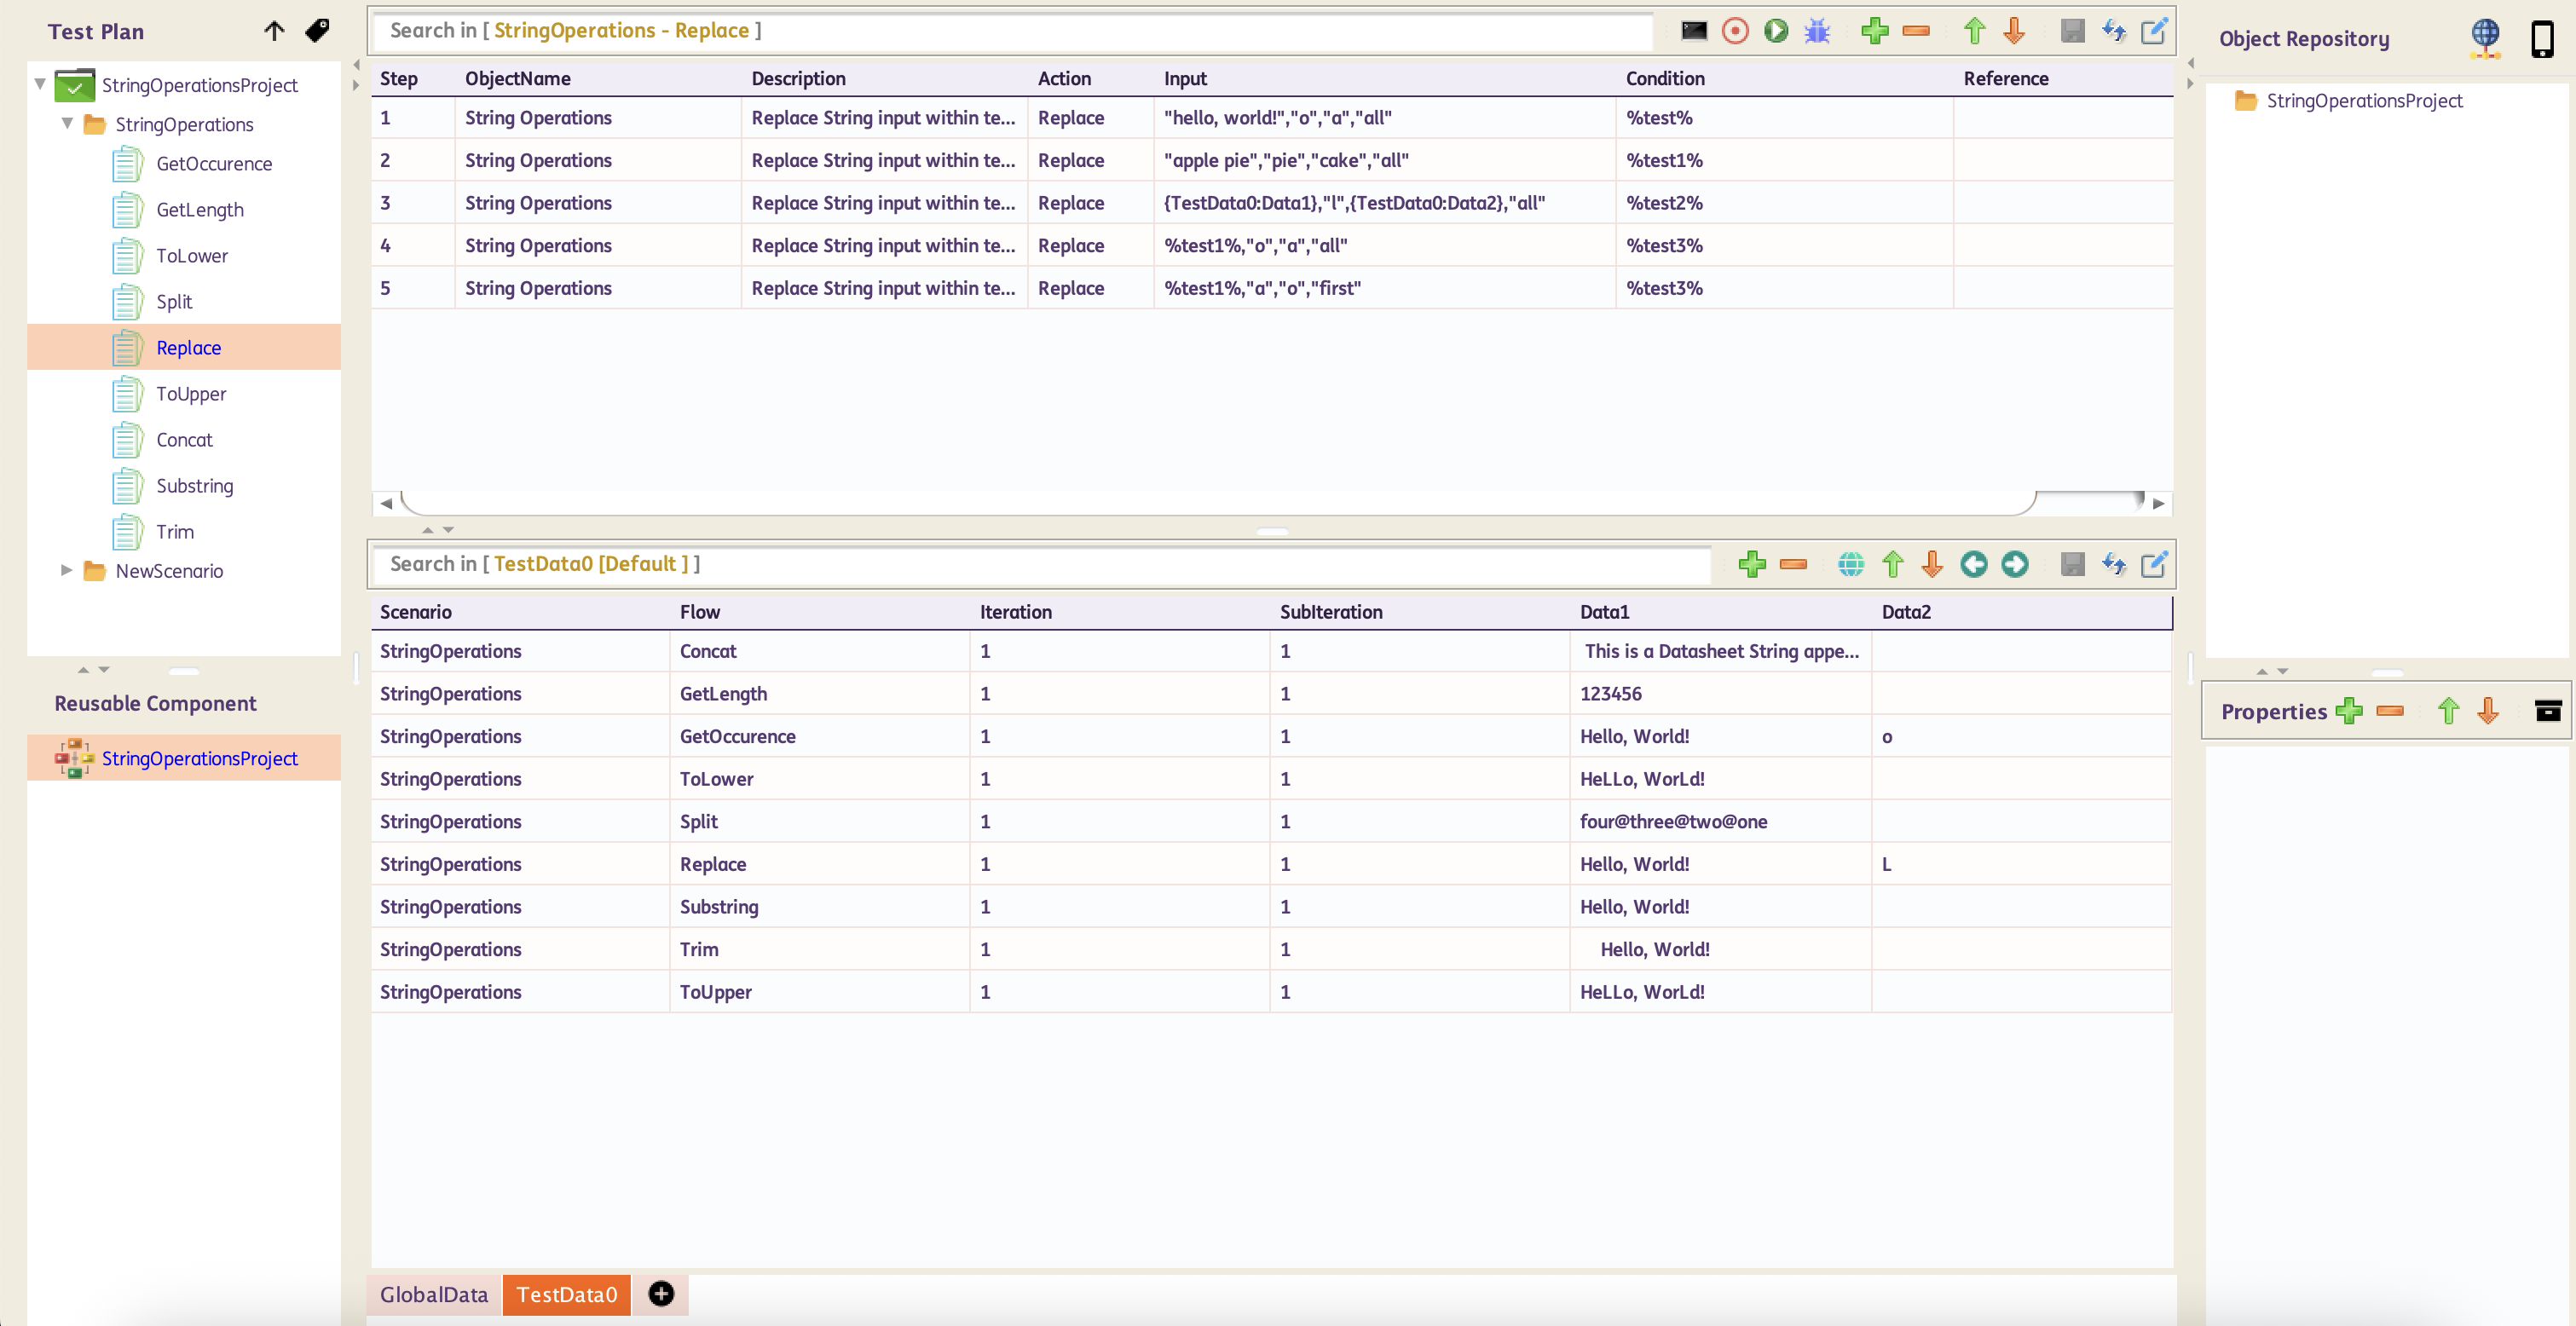 Test Plan
StringOperationsProject
StringOperations
GetOccurence
GetLength
ToLower
Split
Replace
ToUpper
Concat
Substring
Trim
NewScenario
Reusable Component
StringOperationsProject
Search in [ StringOperations - Replace ]
Step ObjectName Description Action Input Condition Reference
1 String Operations Replace String input within te... Replace "hello, world!","o","a","all" %test%
2 String Operations Replace String input within te... Replace "apple pie","pie","cake","all" %test1%
3 String Operations Replace String input within te... Replace {TestData0:Data1},"l",{TestData0:Data2},"all" %test2%
4 String Operations Replace String input within te... Replace %test1%,"o","a","all" %test3%
5 String Operations Replace String input within te... Replace %test1%,"a","o","first" %test3%
Search in [ TestData0 [Default ] ]
Scenario Flow Iteration SubIteration Data1 Data2
StringOperations Concat 1 1 This is a Datasheet String appe...
StringOperations GetLength 1 1 123456
StringOperations GetOccurence 1 1 Hello, World! o
StringOperations ToLower 1 1 HeLLo, WorLd!
StringOperations Split 1 1 four@three@two@one
StringOperations Replace 1 1 Hello, World! L
StringOperations Substring 1 1 Hello, World!
StringOperations Trim 1 1 Hello, World!
StringOperations ToUpper 1 1 HeLLo, WorLd!
GlobalData TestData0
Object Repository
StringOperationsProject
Properties